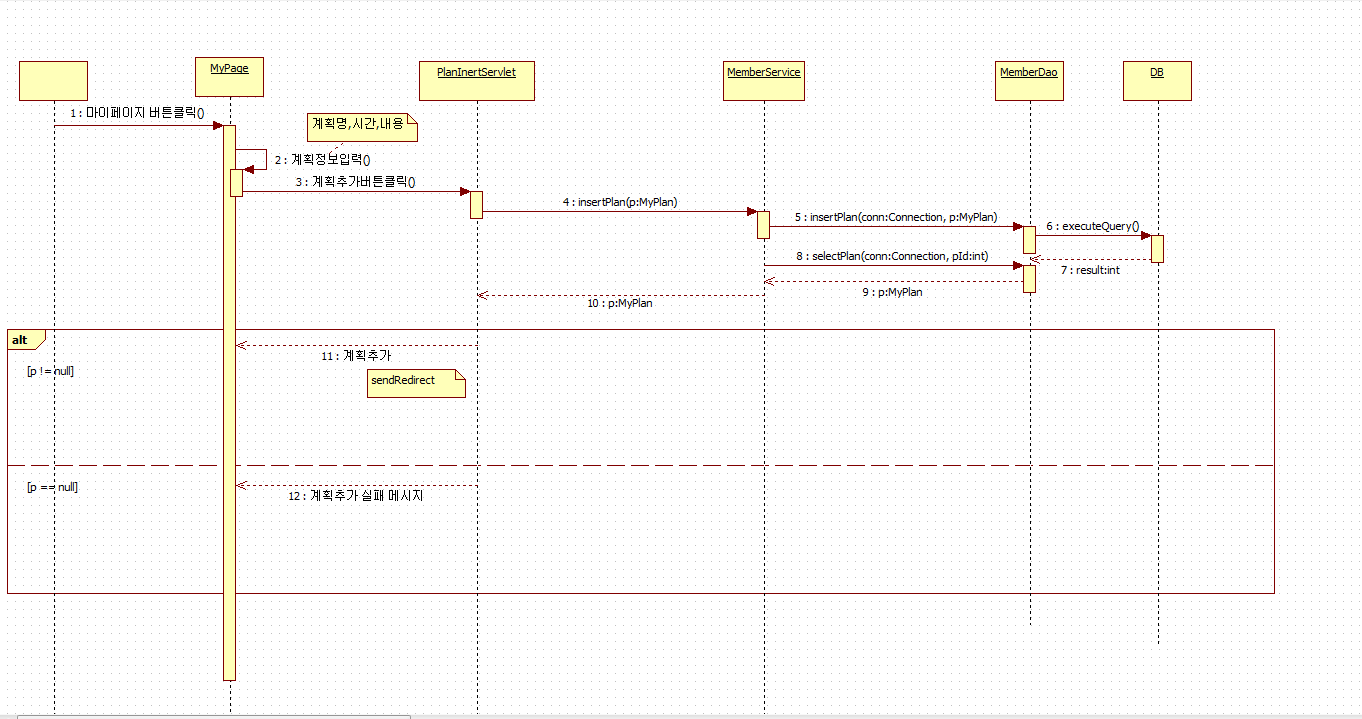 MyPage
PlanInertServlet
MemberService
MemberDao
DB
1 : 마이페이지 버튼클릭()
계획명,시간,내용
2 : 계획정보입력()
3 : 계획추가버튼클릭()
4 : insertPlan(p:MyPlan)
5 : insertPlan(conn:Connection, p:MyPlan)
6 : executeQuery()
8 : selectPlan(conn:Connection, pId:int)
7 : result:int
9 : p:MyPlan
10 : p:MyPlan
alt
11 : 계획추가
[p != null]
sendRedirect
[p == null]
12 : 계획추가 실패 메시지